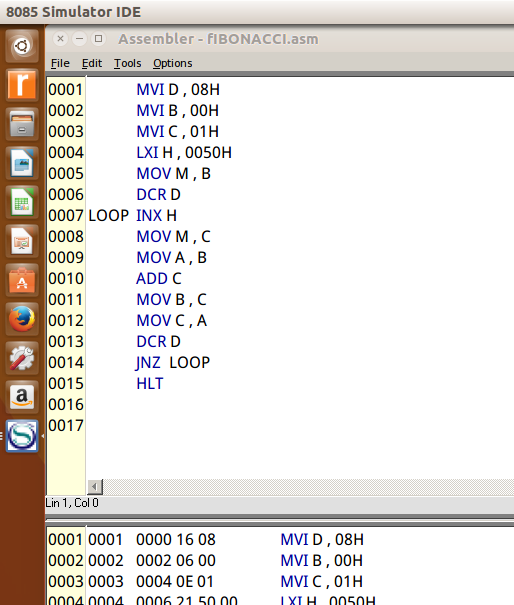 8085 Simulator IDE
Assembler - fIBONACCI.asm
File Edit Tools Options
0001 MVI D , 08H
0002 MVI B , 00H
0003 MVI C , 01H
0004 LXI H , 0050H
0005 MOV M , B
0006 DCR D
0007 LOOP INX H
0008 MOV M , C
0009 MOV A , B
0010 ADD C
0011 MOV B , C
0012 MOV C , A
0013 DCR D
0014 JNZ LOOP
0015 HLT
0016
0017
Lin 1, Col 0
0001 0001 0000 16 08 MVI D , 08H
0002 0002 0002 06 00 MVI B , 00H
0003 0003 0004 0E 01 MVI C , 01H
0004 0004 0006 21 50 00 LXI H , 0050H